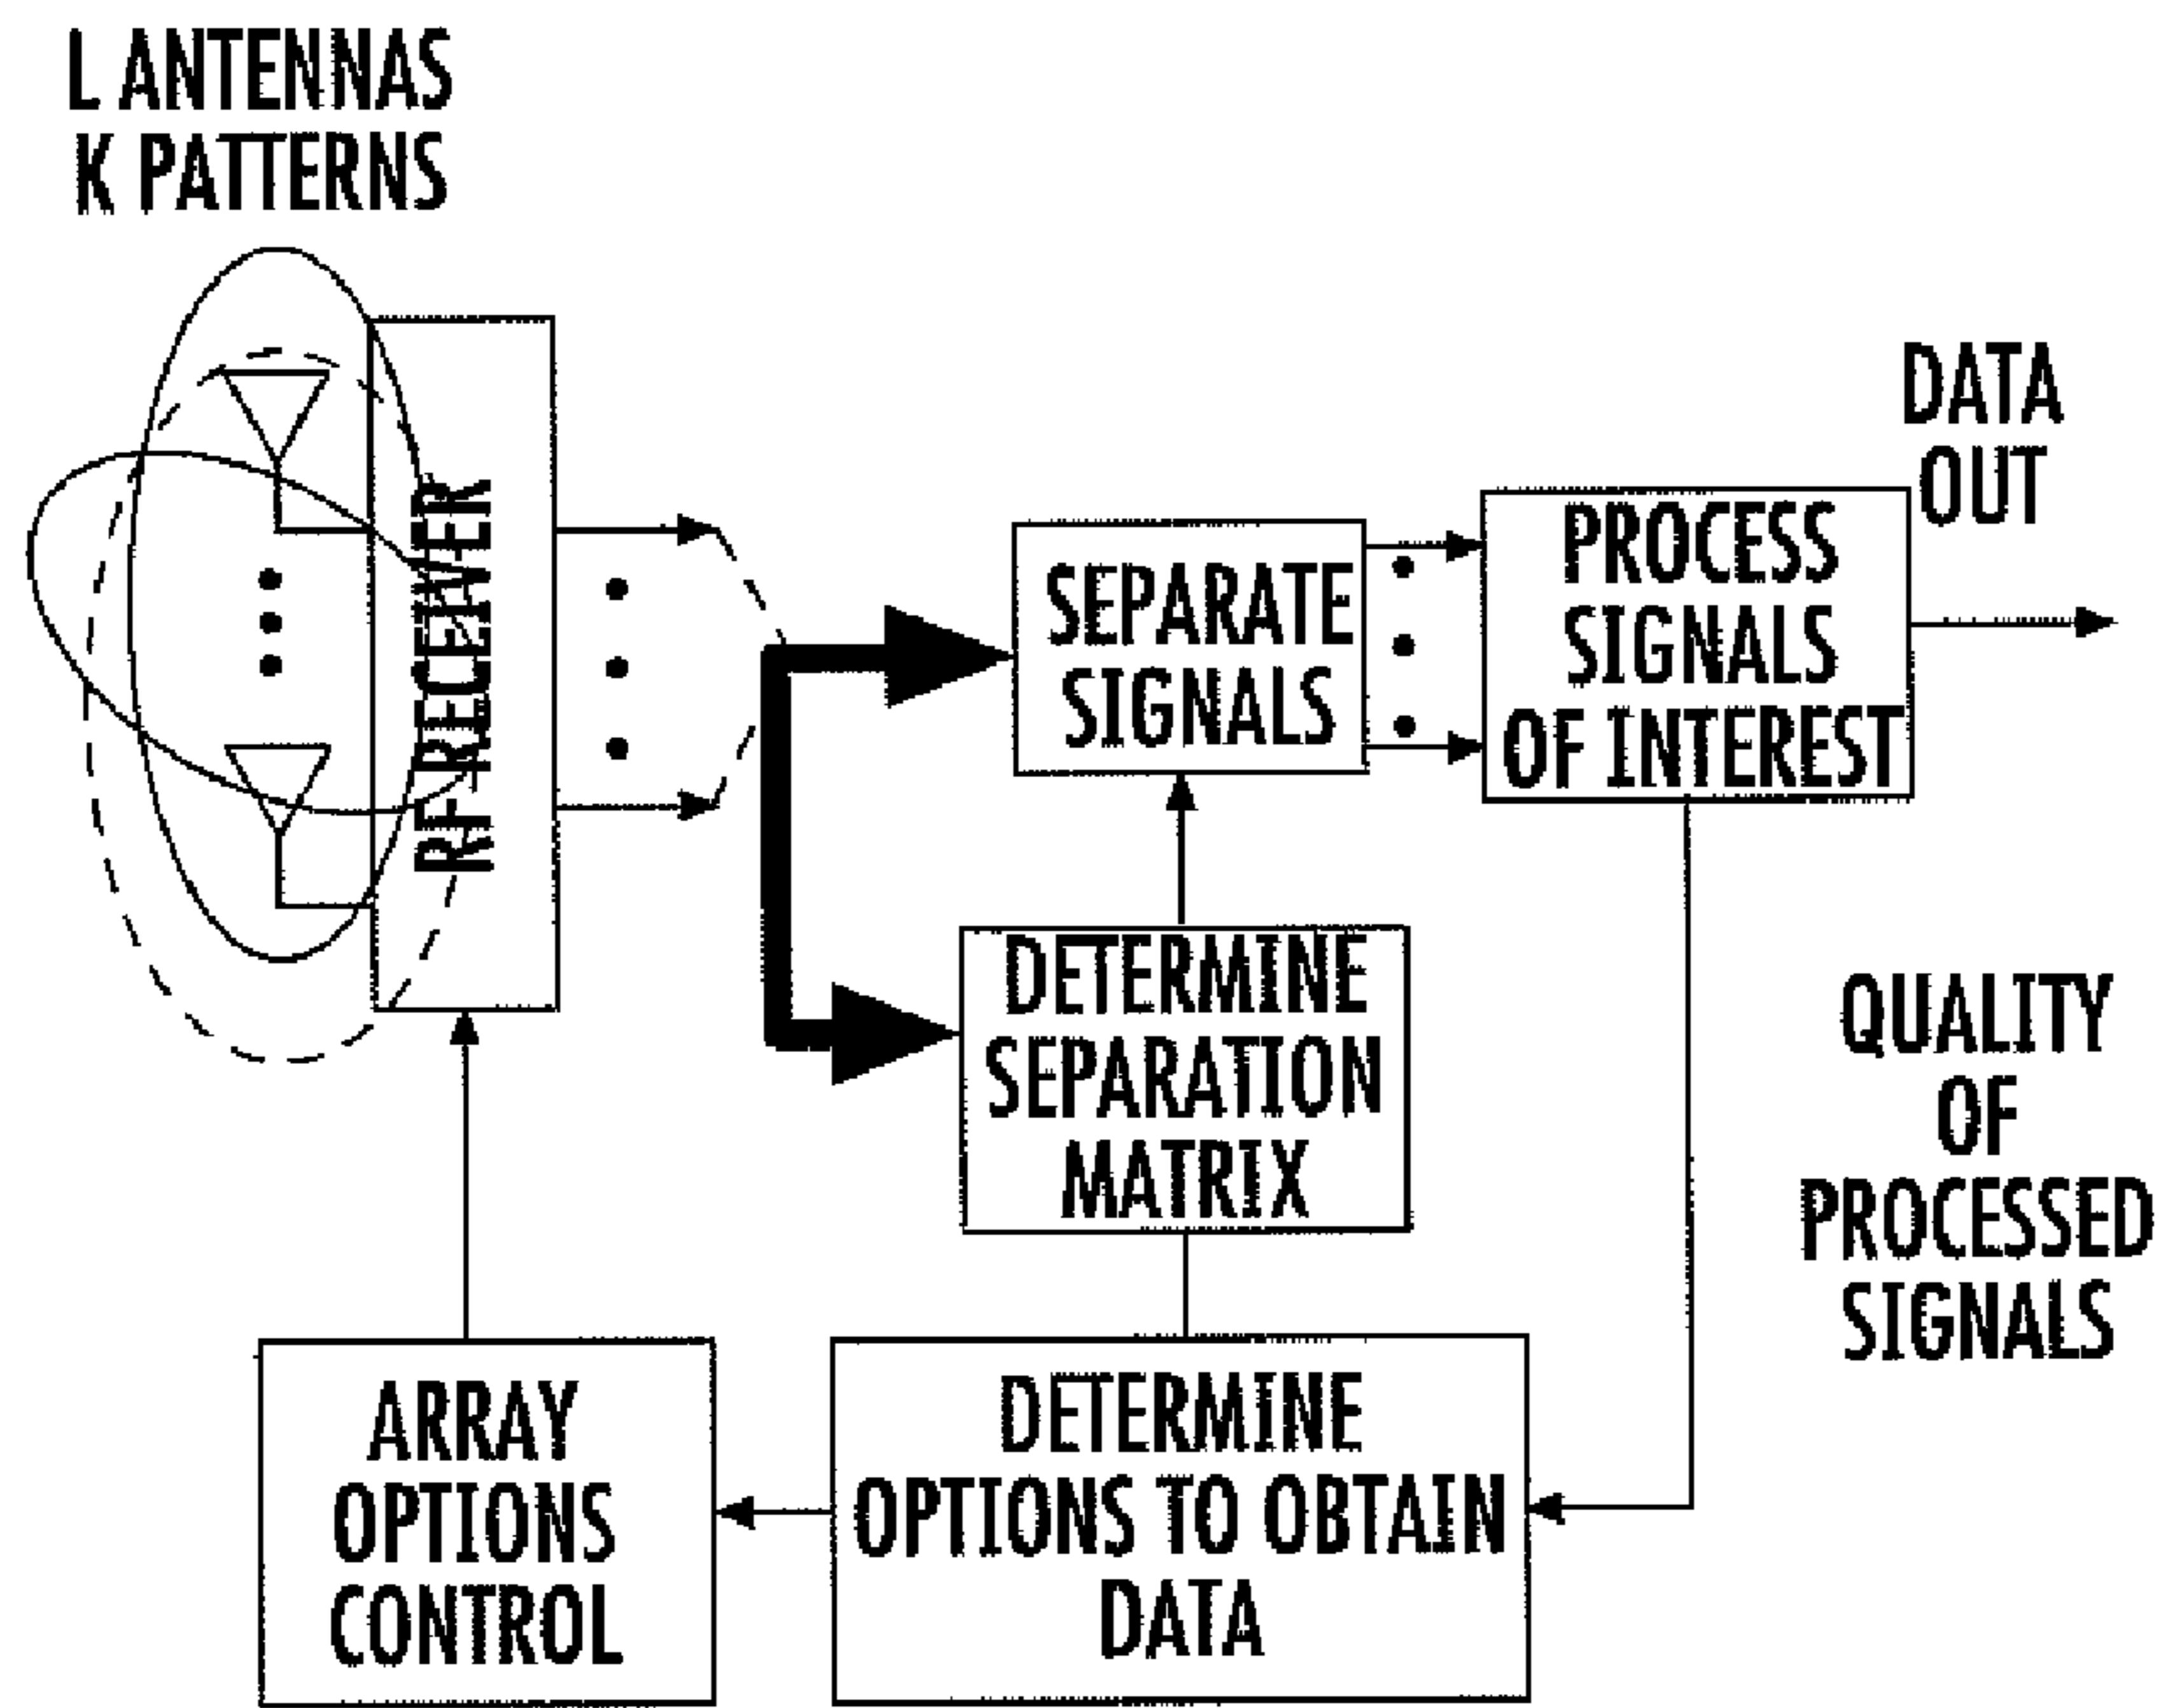 L ANTENNAS
K PATTERNS
RF RECEIVER
SEPARATE
SIGNALS
PROCESS
SIGNALS
OF INTEREST
DATA
OUT
DETERMINE
SEPARATION
MATRIX
QUALITY
OF
PROCESSED
SIGNALS
ARRAY
OPTIONS
CONTROL
DETERMINE
OPTIONS TO OBTAIN
DATA